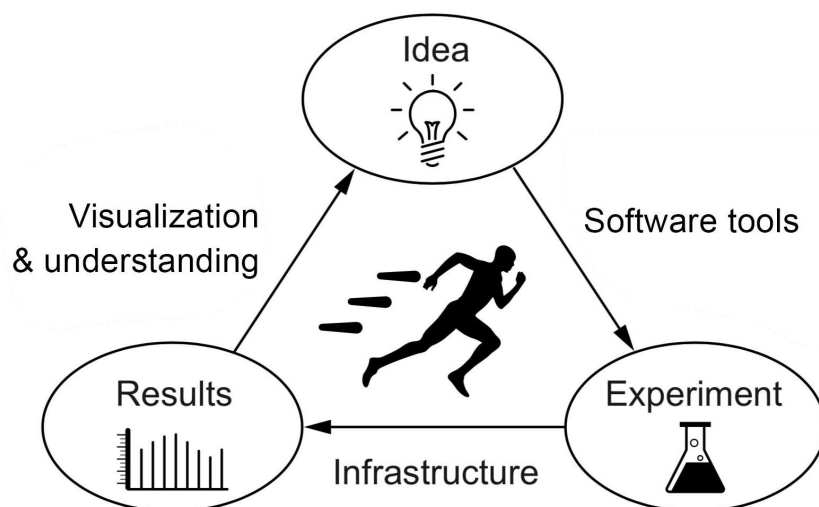 Idea
Visualization
& understanding
Software tools
Results
Experiment
Infrastructure